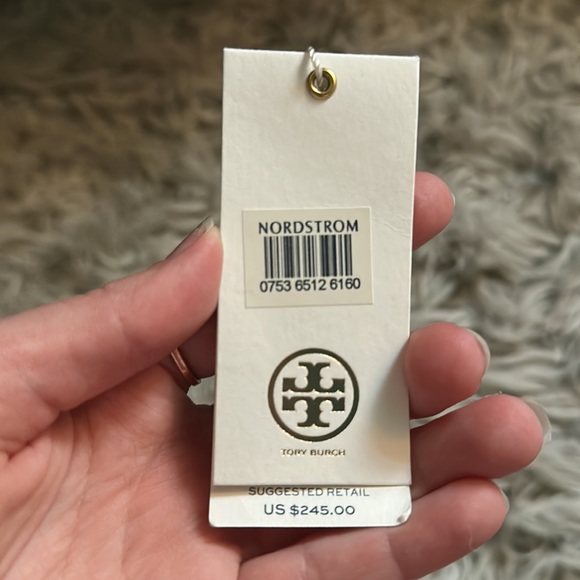 NORDSTROM
0753 6512 6160
TORY BURCH
SUGGESTED RETAIL
US $245.00